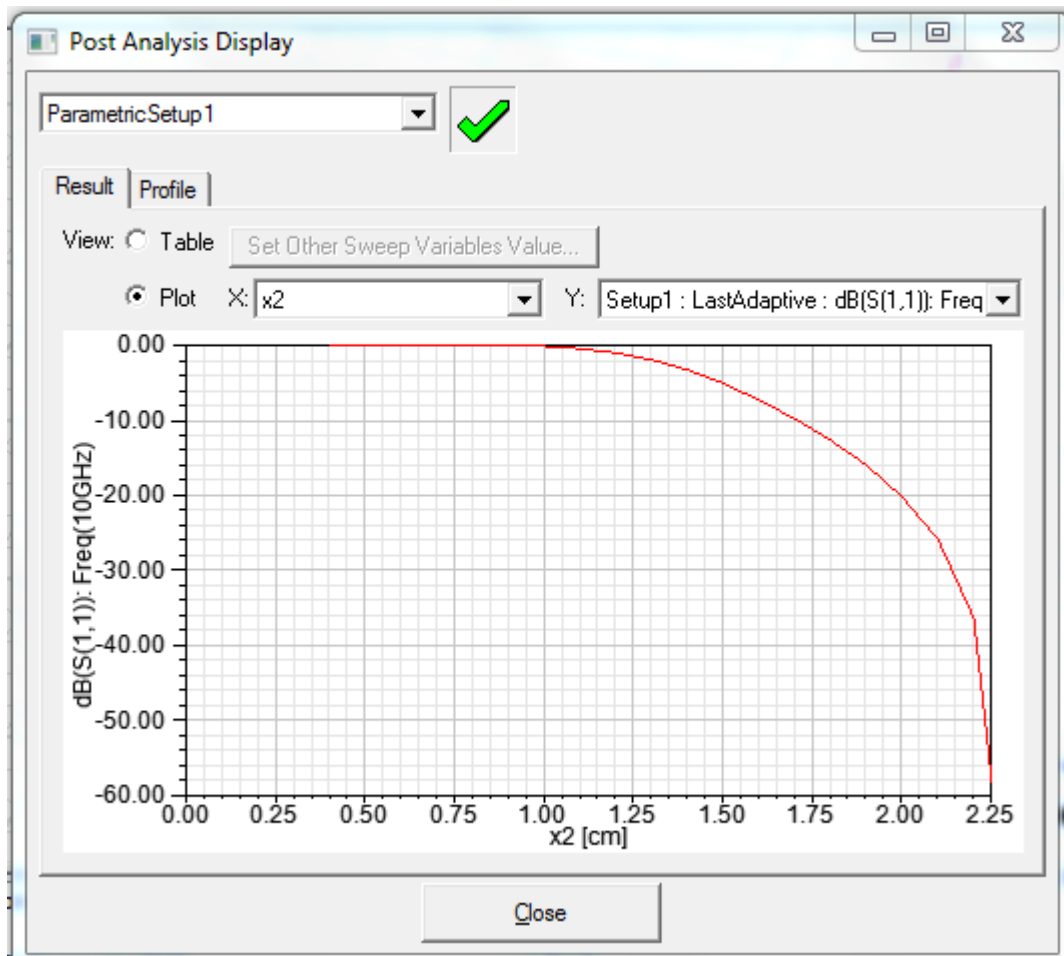 Post Analysis Display
ParametricSetup1
Result Profile
View: Table Set Other Sweep Variables Value...
Plot X: x2 Y: Setup1 : LastAdaptive : dB(S(1,1)): Freq
0.00
-10.00
-20.00
-30.00
-40.00
-50.00
-60.00
dB(S(1,1)): Freq(10GHz)
0.00 0.25 0.50 0.75 1.00 1.25 1.50 1.75 2.00 2.25
x2 [cm]
Close